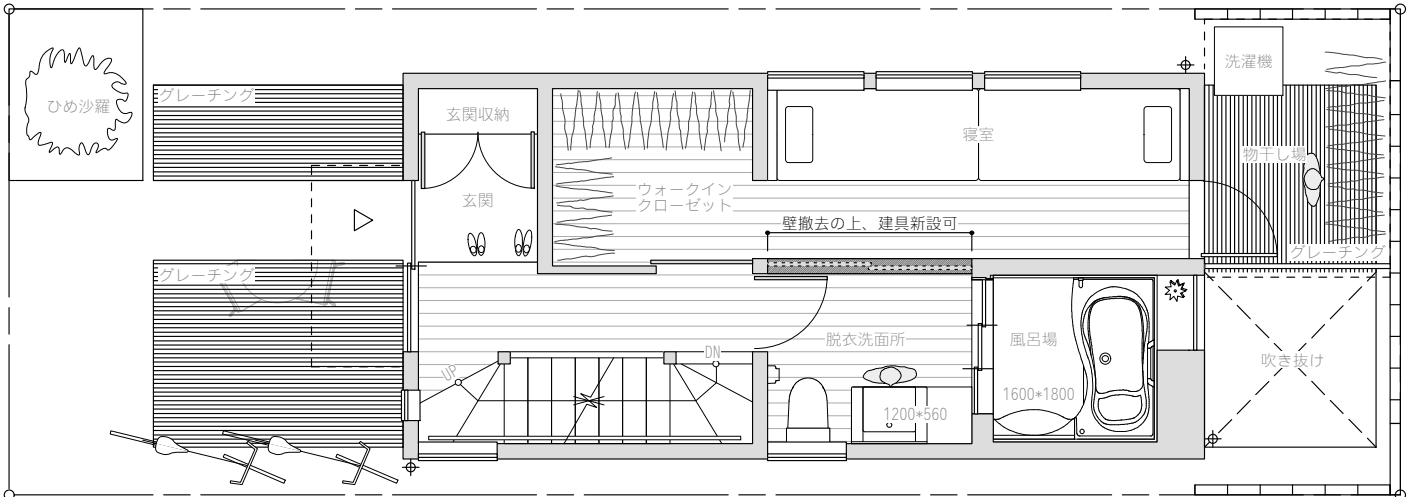 ひめ沙羅
グレーチング
玄関収納
玄関
ウォークイン
クローゼット
寝室
洗濯機
物干し場
グレーチング
壁撤去の上、建具新設可
グレーチング
脱衣洗面所
風呂場
1600*1800
吹き抜け
UP
DN
1200*560